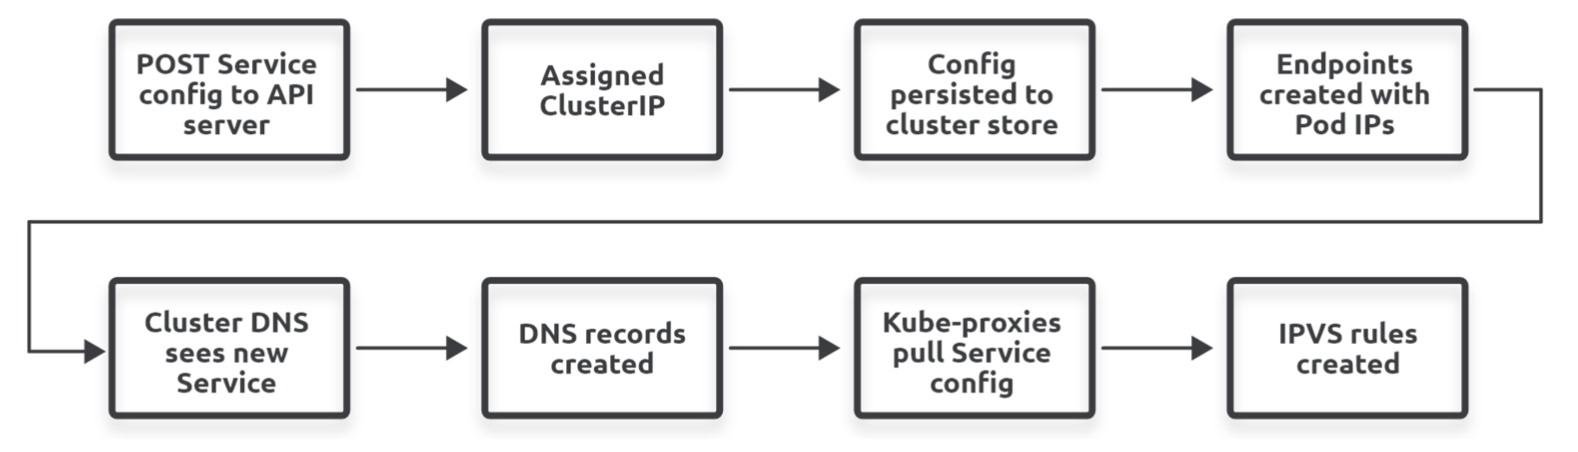 POST Service
config to API
server
Assigned
ClusterIP
Config
persisted to
cluster store
Endpoints
created with
Pod IPs
Cluster DNS
sees new
Service
DNS records
created
Kube-proxies
pull Service
config
IPVS rules
created